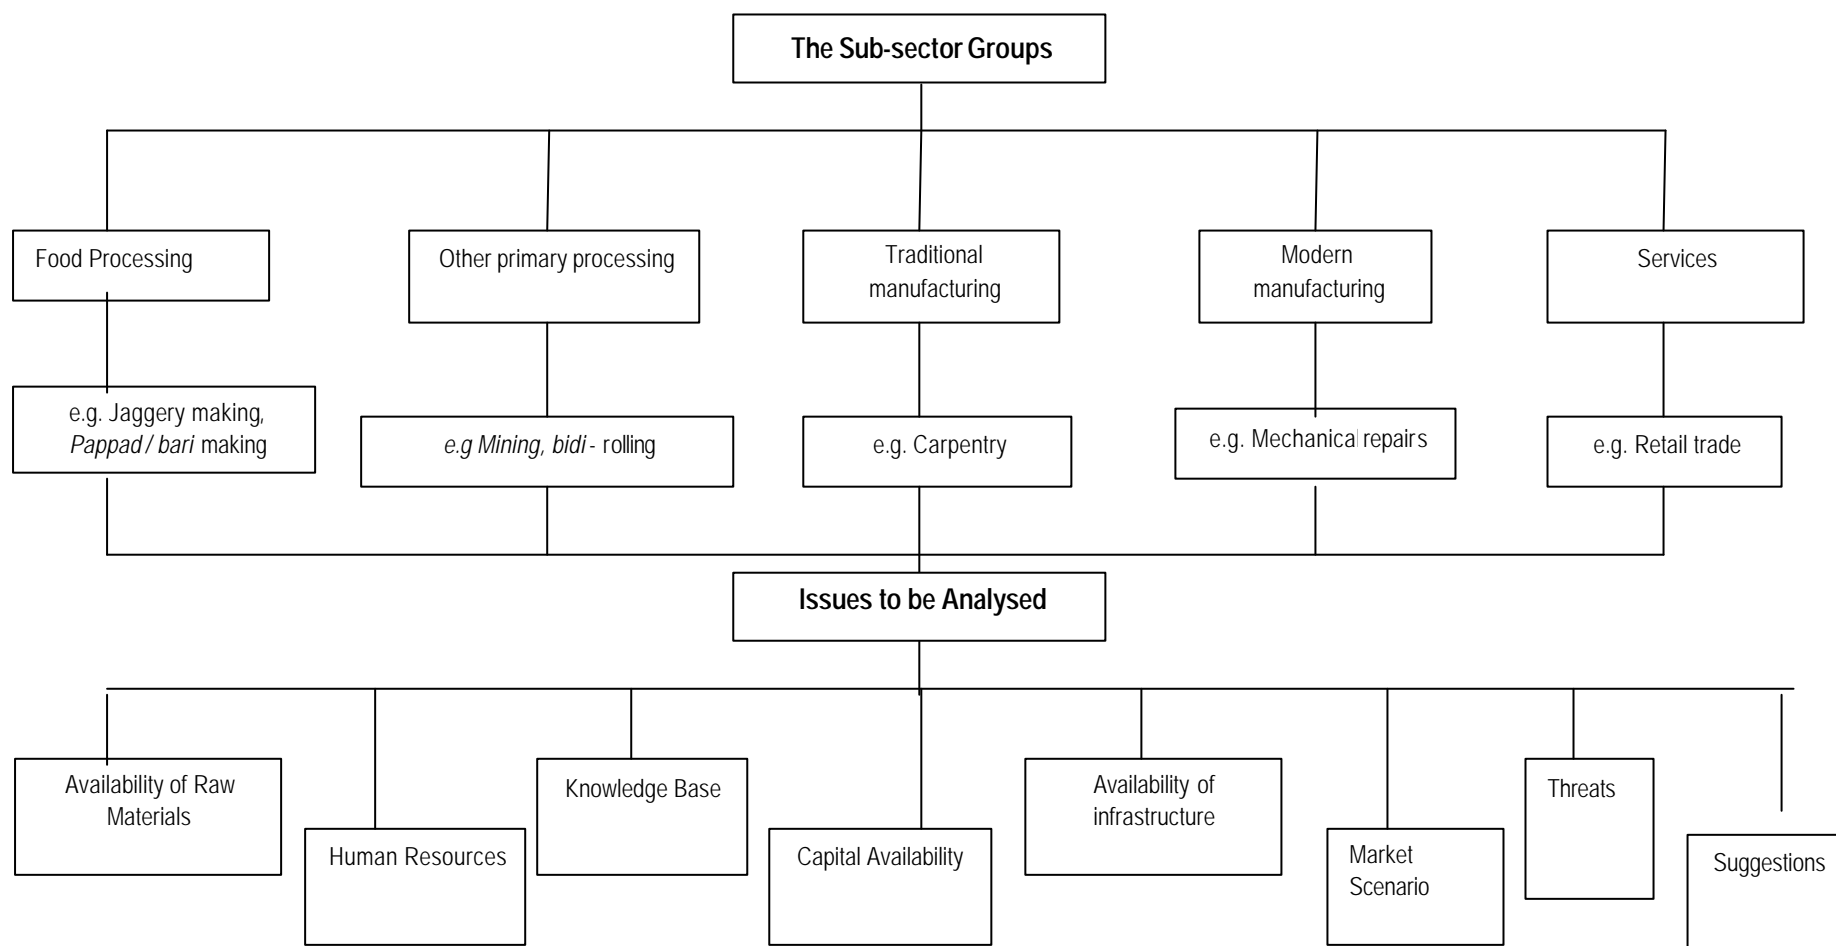 The Sub-sector Groups
Food Processing
Other primary processing
Traditional
manufacturing
Modern
manufacturing
Services
e.g. Jaggery making,
Pappad / bari making
e.g Mining, bidi - rolling
e.g. Carpentry
e.g. Mechanical repairs
e.g. Retail trade
Issues to be Analysed
Availability of Raw
Materials
Human Resources
Knowledge Base
Capital Availability
Availability of
infrastructure
Market
Scenario
Threats
Suggestions